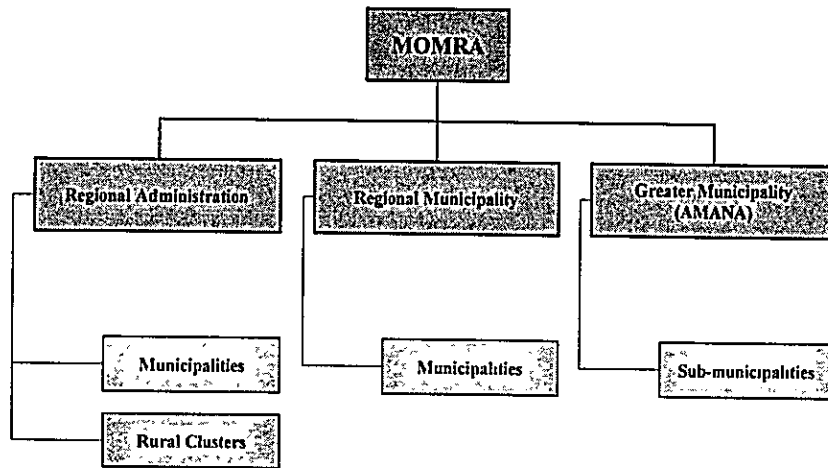 MOMRA
Regional Administration
Regional Municipality
Greater Municipality
(AMANA)
Municipalities
Municipalities
Sub-municipalities
Rural Clusters